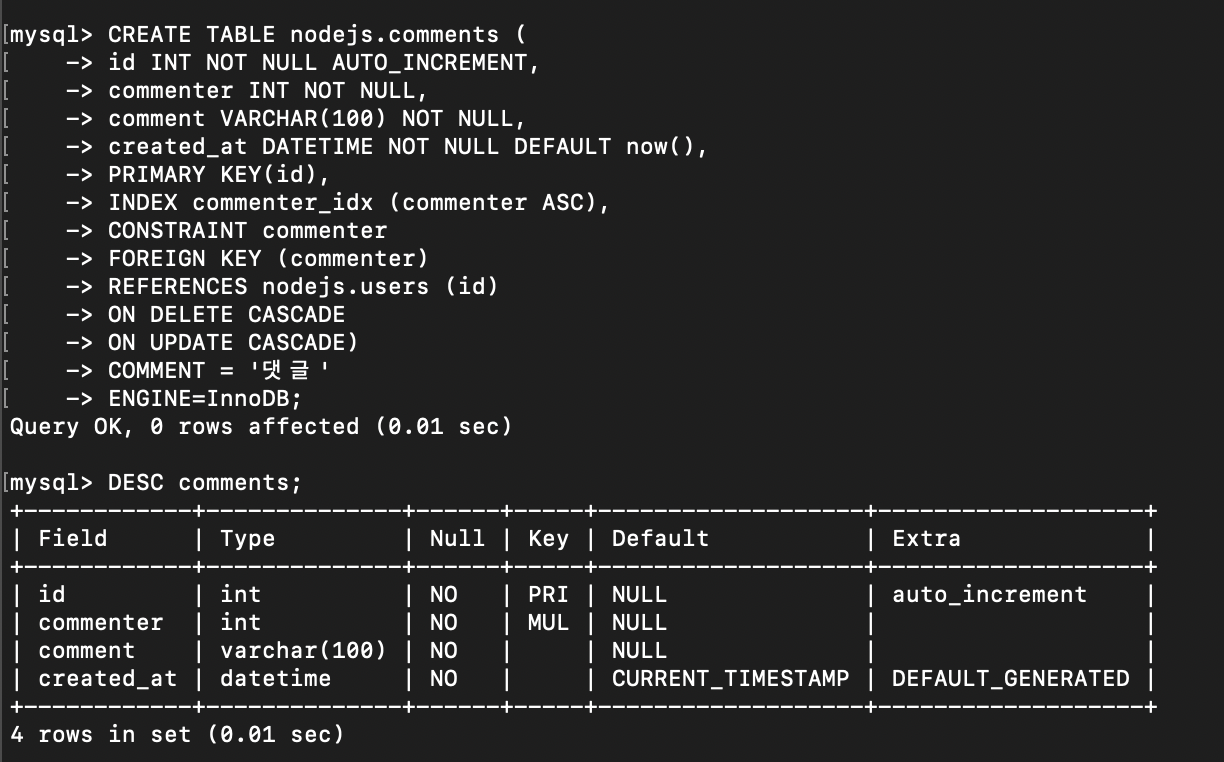 mysql> CREATE TABLE nodejs.comments (
    -> id INT NOT NULL AUTO_INCREMENT,
    -> commenter INT NOT NULL,
    -> comment VARCHAR(100) NOT NULL,
    -> created_at DATETIME NOT NULL DEFAULT now(),
    -> PRIMARY KEY(id),
    -> INDEX commenter_idx (commenter ASC),
    -> CONSTRAINT commenter
    -> FOREIGN KEY (commenter)
    -> REFERENCES nodejs.users (id)
    -> ON DELETE CASCADE
    -> ON UPDATE CASCADE)
    -> COMMENT = '댓글'
    -> ENGINE=InnoDB;
Query OK, 0 rows affected (0.01 sec)

mysql> DESC comments;
+------------+--------------+------+-----+-------------------+-------------------+
| Field      | Type         | Null | Key | Default           | Extra             |
+------------+--------------+------+-----+-------------------+-------------------+
| id         | int          | NO   | PRI | NULL              | auto_increment    |
| commenter  | int          | NO   | MUL | NULL              |                   |
| comment    | varchar(100) | NO   |     | NULL              |                   |
| created_at | datetime     | NO   |     | CURRENT_TIMESTAMP | DEFAULT_GENERATED |
+------------+--------------+------+-----+-------------------+-------------------+
4 rows in set (0.01 sec)